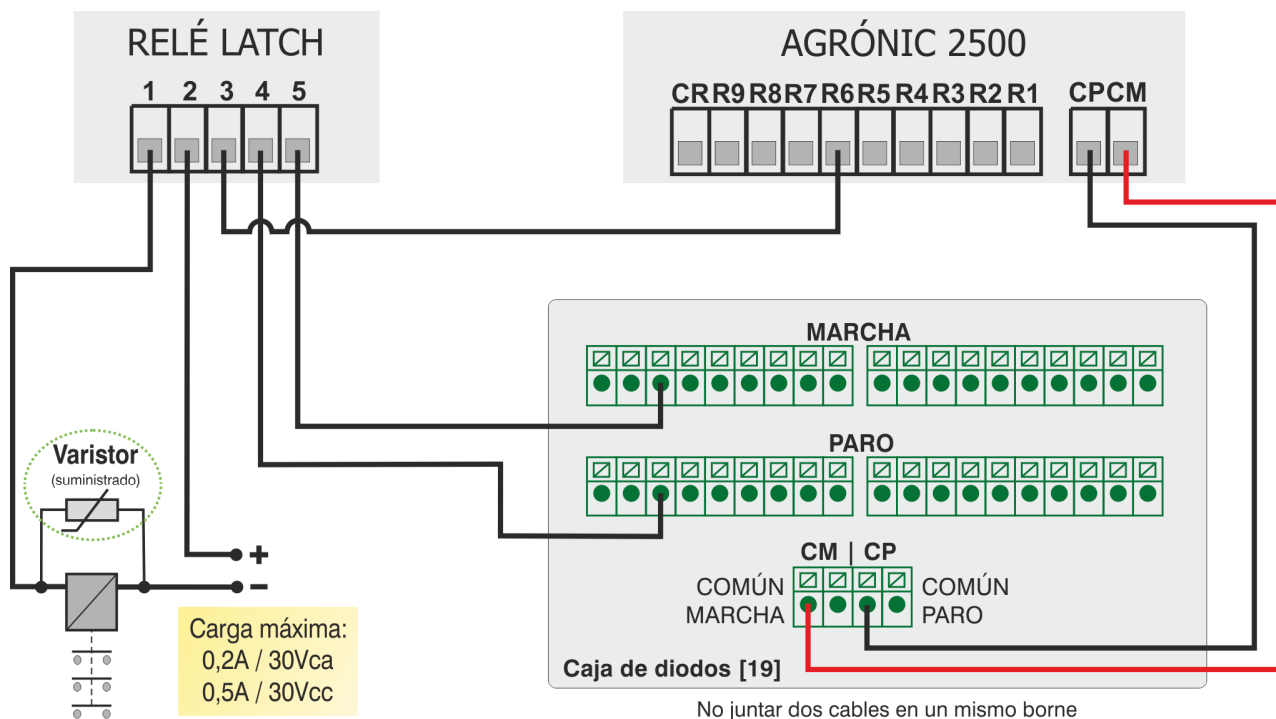 RELÉ LATCH
1 2 3 4 5
AGRÓNIC 2500
CR R9 R8 R7 R6 R5 R4 R3 R2 R1 CP CM
MARCHA
PARO
CM | CP
COMÚN
MARCHA
COMÚN
PARO
Caja de diodos [19]
No juntar dos cables en un mismo borne
Varistor
(suministrado)
+
−
Carga máxima:
0,2A / 30Vca
0,5A / 30Vcc